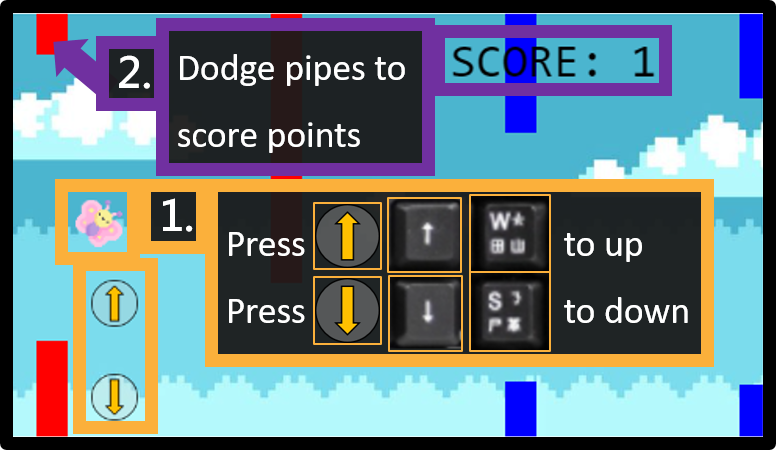 2.
Dodge pipes to
score points
SCORE: 1
1.
Press ↑ W to up
Press ↓ S to down